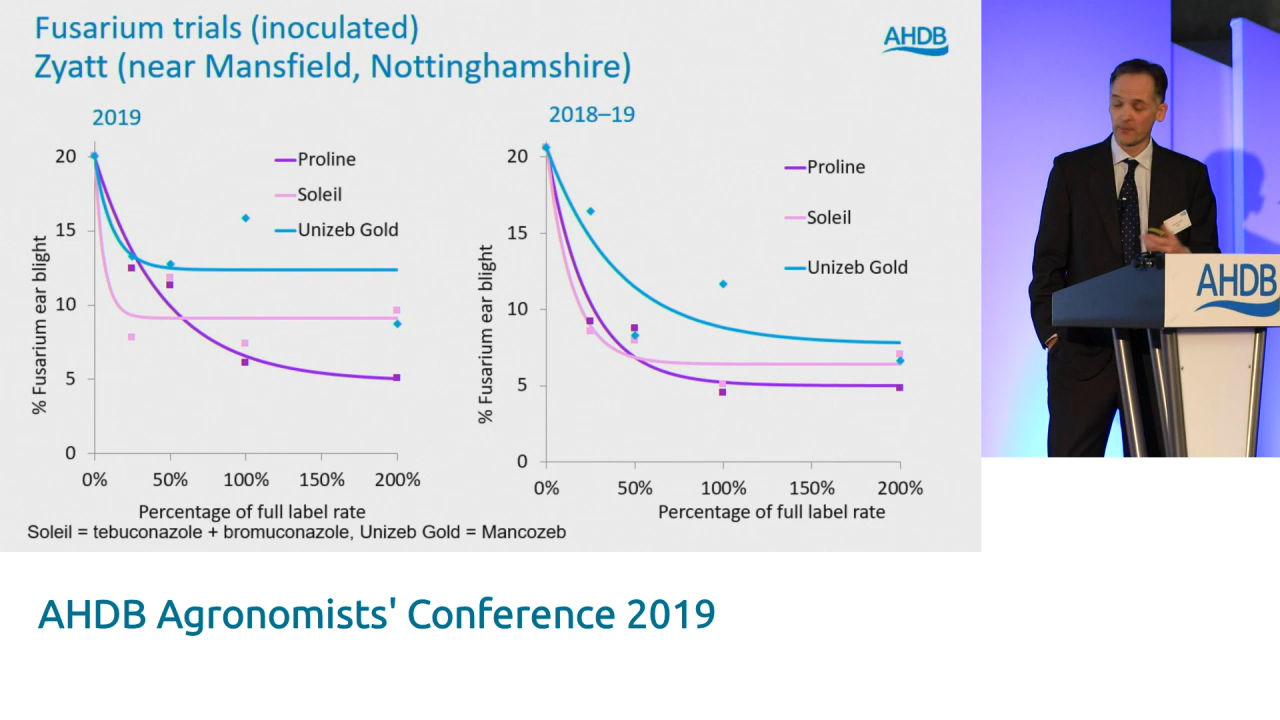 Fusarium trials (inoculated)
Zyatt (near Mansfield, Nottinghamshire)
AHDB
2019
% Fusarium ear blight
20
15
10
5
0
0% 50% 100% 150% 200%
Percentage of full label rate
Proline
Soleil
Unizeb Gold
2018–19
% Fusarium ear blight
20
15
10
5
0
0% 50% 100% 150% 200%
Percentage of full label rate
Proline
Soleil
Unizeb Gold
Soleil = tebuconazole + bromuconazole, Unizeb Gold = Mancozeb
AHDB
AHDB Agronomists' Conference 2019